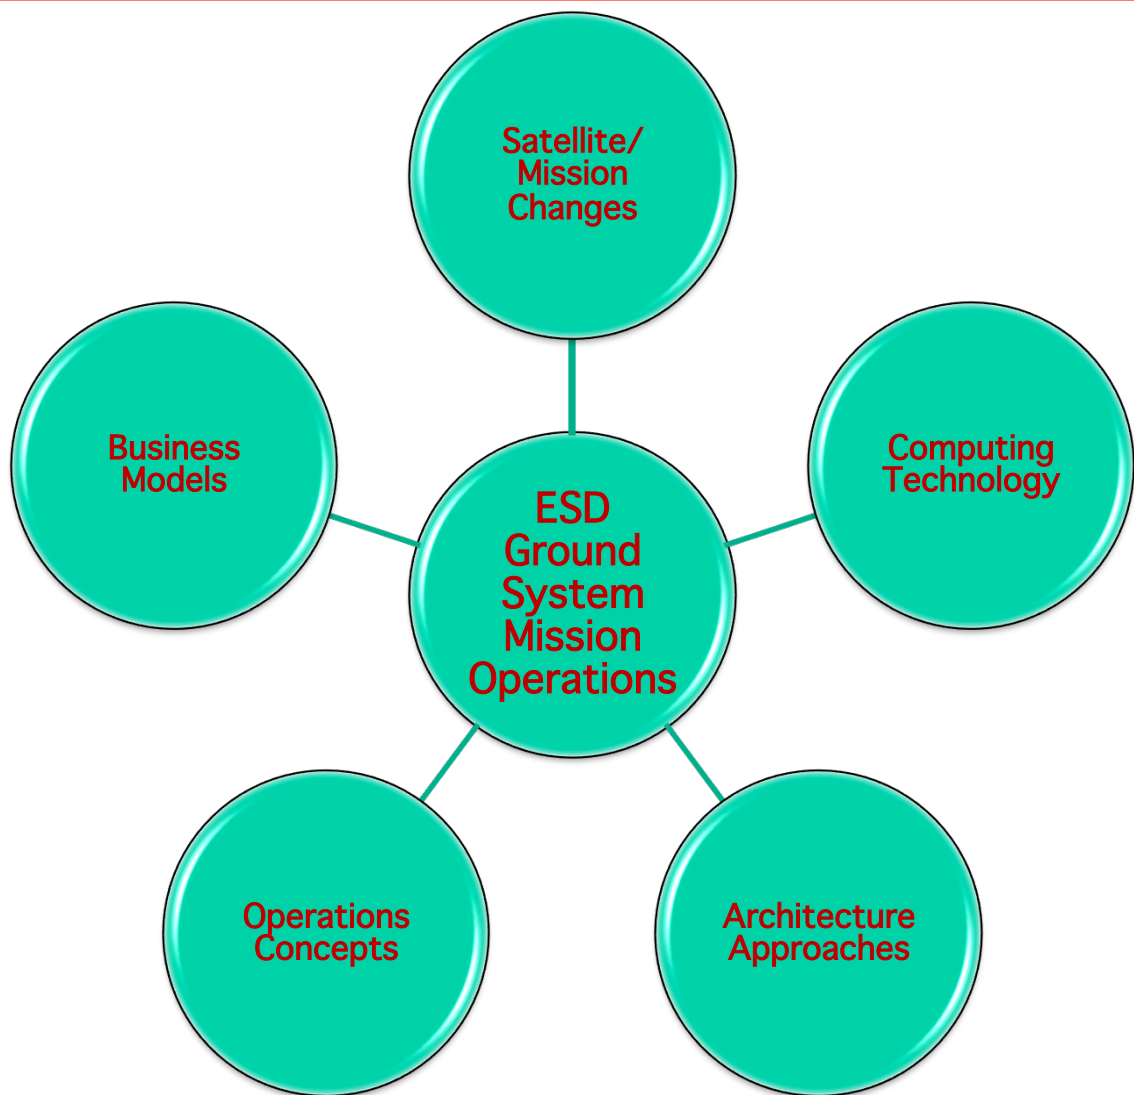 Satellite/
Mission
Changes
Business
Models
Computing
Technology
ESD
Ground
System
Mission
Operations
Operations
Concepts
Architecture
Approaches